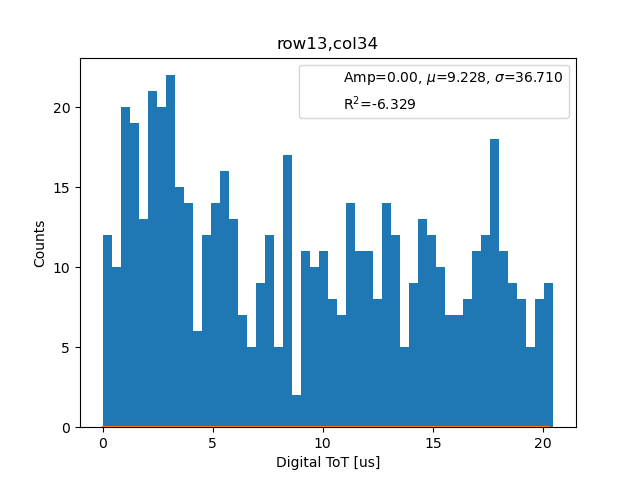 row13,col34
Amp=0.00, μ=9.228, σ=36.710
R²=-6.329
Counts
20
15
10
5
0
0 5 10 15 20
Digital ToT [us]